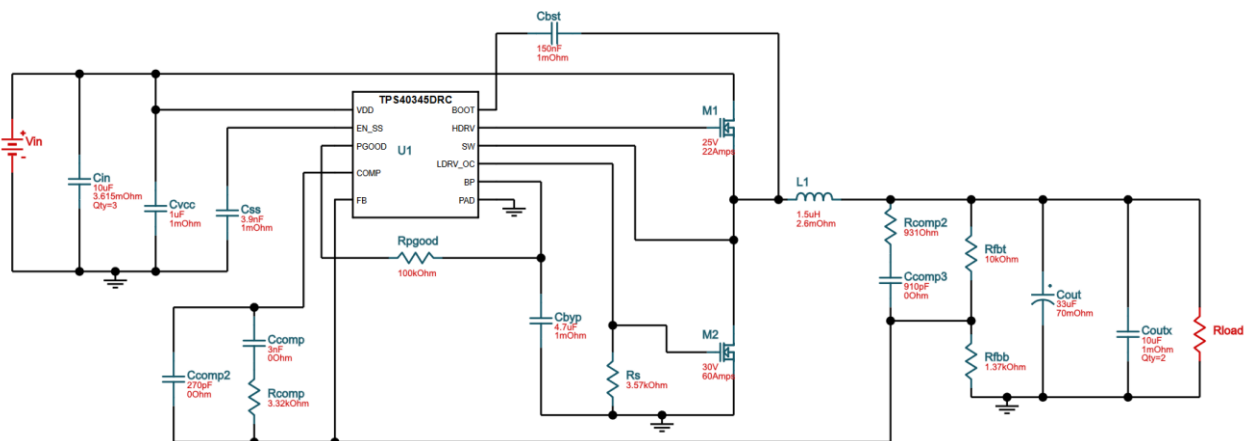 Cbst
150nF
1mOhm
TPS40345DRC
VDD
BOOT
EN_SS
HDRV
PGOOD
SW
U1
LDRV_OC
COMP
BP
FB
PAD
M1
25V
22Amps
+
Vin
-
Cin
10uF
3.615mOhm
Qty=3
Cvcc
1uF
1mOhm
Css
3.9nF
1mOhm
L1
1.5uH
2.6mOhm
Rpgood
100kOhm
Rcomp2
931Ohm
Rfbt
10kOhm
Ccomp3
910pF
0Ohm
Cout
33uF
70mOhm
Coutx
10uF
1mOhm
Qty=2
Rload
Cbyp
4.7uF
1mOhm
M2
30V
60Amps
Ccomp
3nF
0Ohm
Ccomp2
270pF
0Ohm
Rcomp
3.32kOhm
Rs
3.57kOhm
Rfbb
1.37kOhm